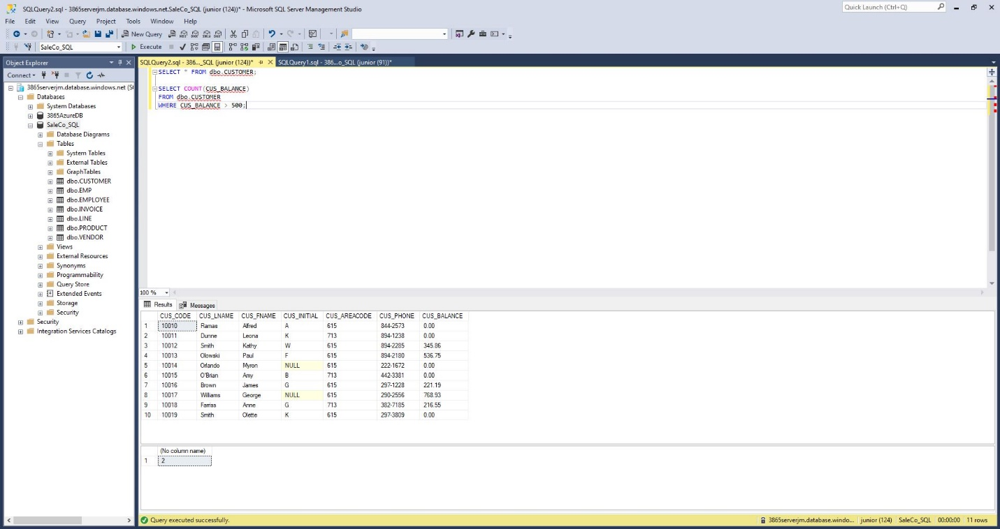 SQLQuery2.sql - 3865serverjm.database.windows.net.SaleCo_SQL (junior (124))* - Microsoft SQL Server Management Studio
Quick Launch (Ctrl+Q)
File Edit View Query Project Tools Window Help
New Query
SaleCo_SQL Execute
Object Explorer
Connect
3865serverjm.database.windows.net (S
Databases
System Databases
3865AzureDB
SaleCo_SQL
Database Diagrams
Tables
System Tables
External Tables
GraphTables
dbo.CUSTOMER
dbo.EMP
dbo.EMPLOYEE
dbo.INVOICE
dbo.LINE
dbo.PRODUCT
dbo.VENDOR
Views
External Resources
Synonyms
Programmability
Query Store
Extended Events
Storage
Security
Security
Integration Services Catalogs
SQLQuery2.sql - 386..._SQL (junior (124))* SQLQuery1.sql - 386...o_SQL (junior (91))*
SELECT * FROM dbo.CUSTOMER;
SELECT COUNT(CUS_BALANCE)
FROM dbo.CUSTOMER
WHERE CUS_BALANCE > 500;
100 %
Results Messages
CUS_CODE CUS_LNAME CUS_FNAME CUS_INITIAL CUS_AREACODE CUS_PHONE CUS_BALANCE
1 10010 Ramas Alfred A 615 844-2573 0.00
2 10011 Dunne Leona K 713 894-1238 0.00
3 10012 Smith Kathy W 615 894-2285 345.86
4 10013 Olowski Paul F 615 894-2180 536.75
5 10014 Orlando Myron NULL 615 222-1672 0.00
6 10015 O'Brian Amy B 713 442-3381 0.00
7 10016 Brown James G 615 297-1228 221.19
8 10017 Williams George NULL 615 290-2556 768.93
9 10018 Farriss Anne G 713 382-7185 216.55
10 10019 Smith Olette K 615 297-3809 0.00
(No column name)
1 2
Query executed successfully.
3865serverjm.database.windo... junior (124) SaleCo_SQL 00:00:00 11 rows